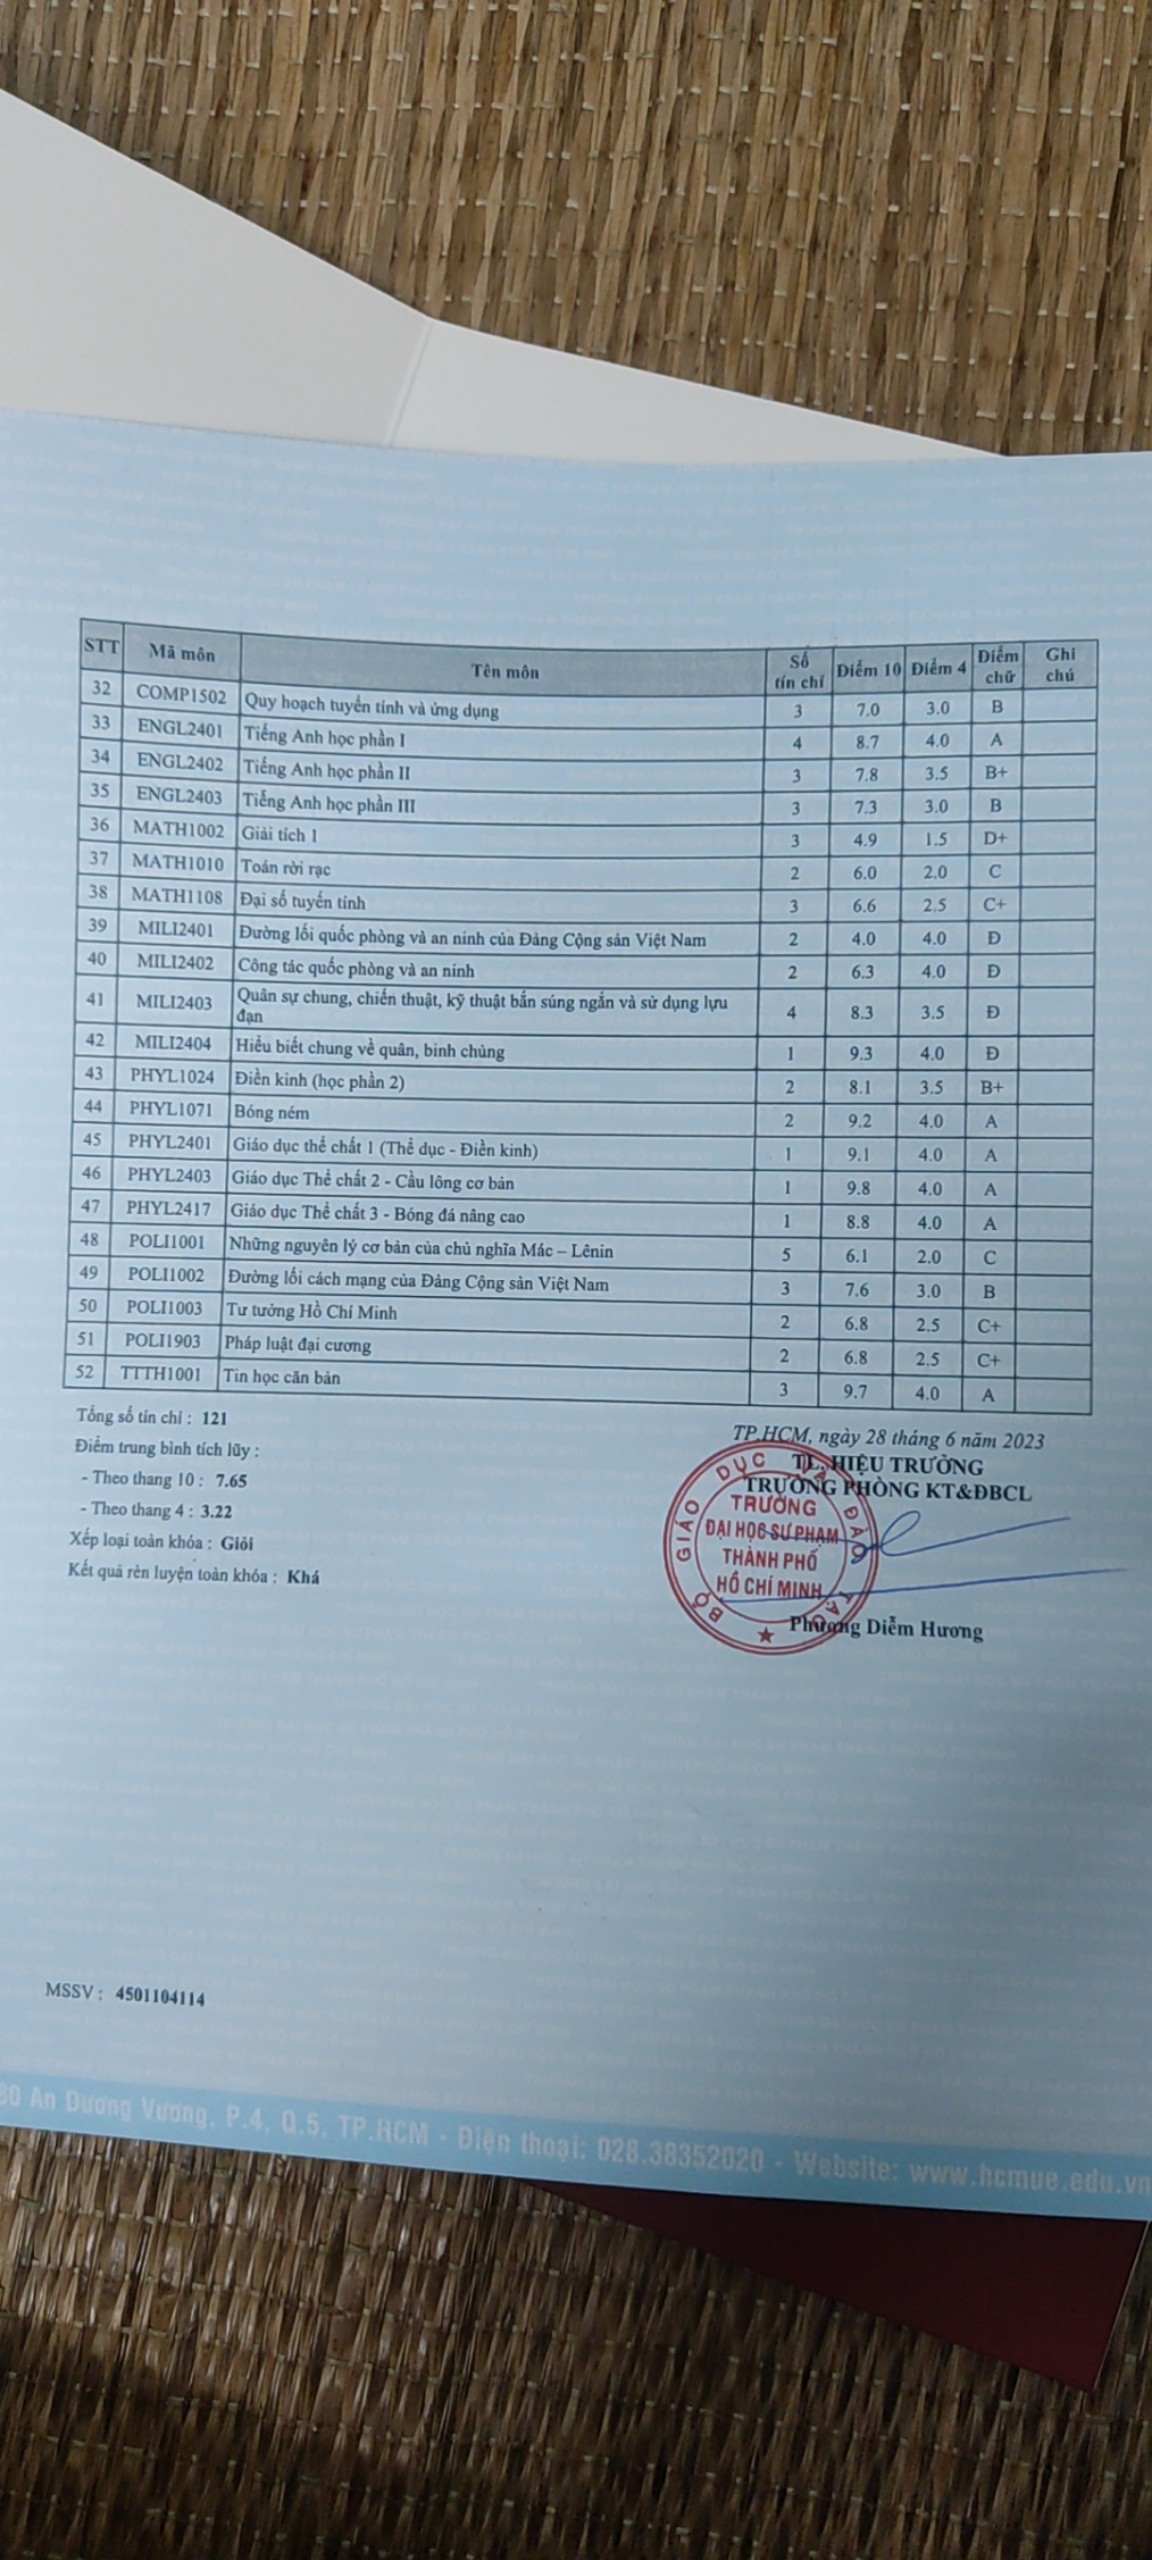 STT Mã môn Tên môn Số tín chỉ Điểm 10 Điểm 4 Điểm chữ Ghi chú
32 COMP1502 Quy hoạch tuyến tính và ứng dụng 3 7.0 3.0 B
33 ENGL2401 Tiếng Anh học phần I 4 8.7 4.0 A
34 ENGL2402 Tiếng Anh học phần II 3 7.8 3.5 B+
35 ENGL2403 Tiếng Anh học phần III 3 7.3 3.0 B
36 MATH1002 Giải tích 1 3 4.9 1.5 D+
37 MATH1010 Toán rời rạc 2 6.0 2.0 C
38 MATH1108 Đại số tuyến tính 3 6.6 2.5 C+
39 MILI2401 Đường lối quốc phòng và an ninh của Đảng Cộng sản Việt Nam 2 4.0 4.0 Đ
40 MILI2402 Công tác quốc phòng và an ninh 2 6.3 4.0 Đ
41 MILI2403 Quân sự chung, chiến thuật, kỹ thuật bắn súng ngắn và sử dụng lựu đạn 4 8.3 3.5 Đ
42 MILI2404 Hiểu biết chung về quân, binh chủng 1 9.3 4.0 Đ
43 PHYL1024 Điền kinh (học phần 2) 2 8.1 3.5 B+
44 PHYL1071 Bóng ném 2 9.2 4.0 A
45 PHYL2401 Giáo dục thể chất 1 (Thể dục - Điền kinh) 1 9.1 4.0 A
46 PHYL2403 Giáo dục Thể chất 2 - Cầu lông cơ bản 1 9.8 4.0 A
47 PHYL2417 Giáo dục Thể chất 3 - Bóng đá nâng cao 1 8.8 4.0 A
48 POLI1001 Những nguyên lý cơ bản của chủ nghĩa Mác – Lênin 5 6.1 2.0 C
49 POLI1002 Đường lối cách mạng của Đảng Cộng sản Việt Nam 3 7.6 3.0 B
50 POLI1003 Tư tưởng Hồ Chí Minh 2 6.8 2.5 C+
51 POLI1903 Pháp luật đại cương 2 6.8 2.5 C+
52 TTTH1001 Tin học căn bản 3 9.7 4.0 A
Tổng số tín chỉ : 121
Điểm trung bình tích lũy :
- Theo thang 10 : 7.65
- Theo thang 4 : 3.22
Xếp loại toàn khóa : Giỏi
Kết quả rèn luyện toàn khóa : Khá
TP.HCM, ngày 28 tháng 6 năm 2023
TL. HIỆU TRƯỞNG
TRƯỞNG PHÒNG KT&ĐBCL
BỘ GIÁO DỤC VÀ ĐÀO TẠO
TRƯỜNG
ĐẠI HỌC SƯ PHẠM
THÀNH PHỐ
HỒ CHÍ MINH
Phương Diễm Hương
MSSV : 4501104114
80 An Dương Vương, P.4, Q.5, TP.HCM - Điện thoại: 028.38352020 - Website: www.hcmue.edu.vn